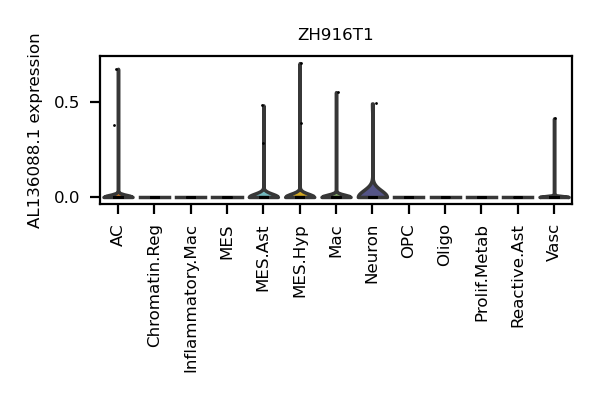 ZH916T1
AL136088.1 expression
0.5
0.0
AC
Chromatin.Reg
Inflammatory.Mac
MES
MES.Ast
MES.Hyp
Mac
Neuron
OPC
Oligo
Prolif.Metab
Reactive.Ast
Vasc